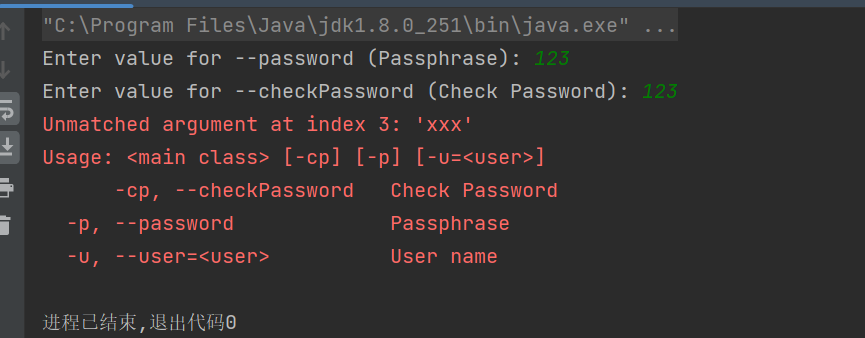 "C:\Program Files\Java\jdk1.8.0_251\bin\java.exe" ...
Enter value for --password (Passphrase): 123
Enter value for --checkPassword (Check Password): 123
Unmatched argument at index 3: 'xxx'
Usage: <main class> [-cp] [-p] [-u=<user>]
      -cp, --checkPassword   Check Password
  -p, --password             Passphrase
  -u, --user=<user>          User name
进程已结束,退出代码0